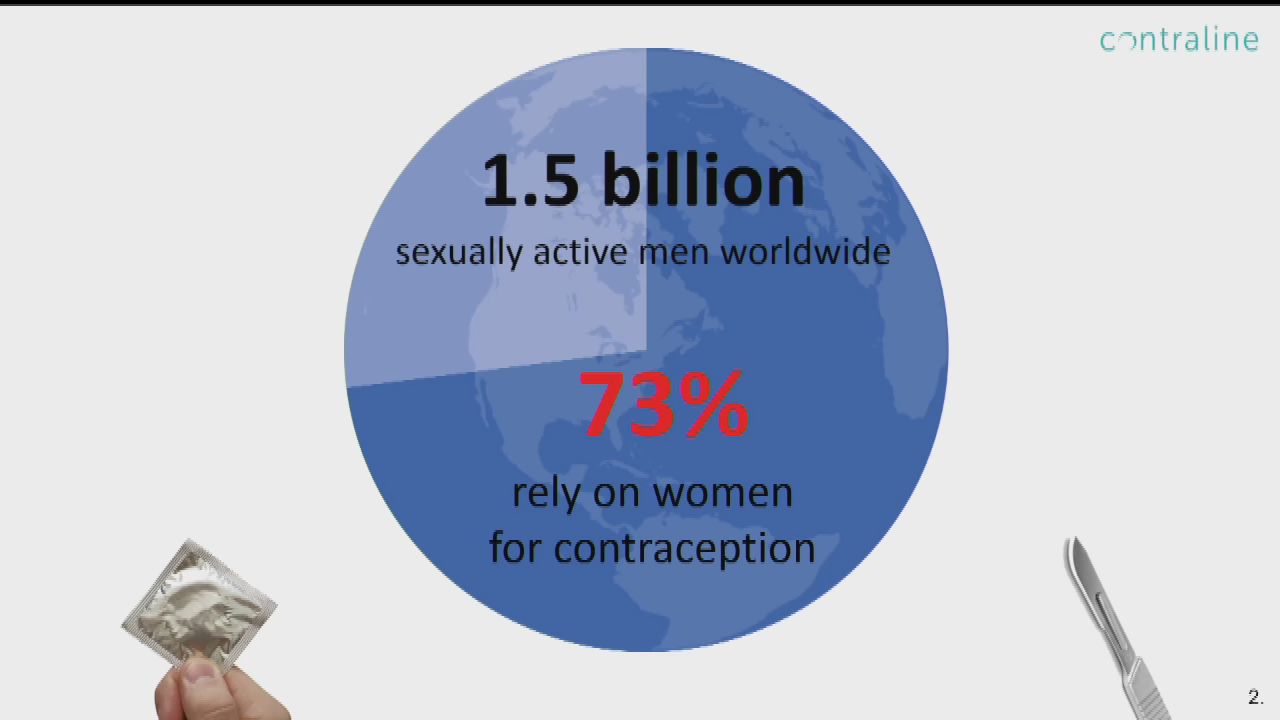 contraline
1.5 billion
sexually active men worldwide
73%
rely on women
for contraception
2.